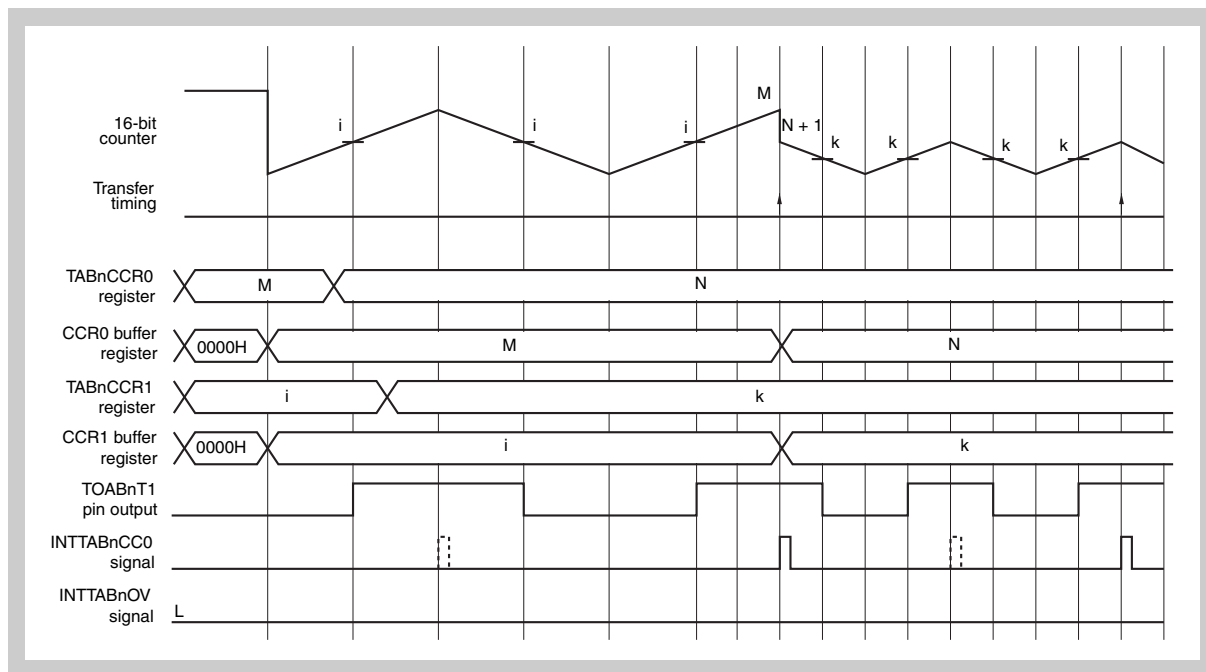 M
16-bit
counter
i
i
i
N + 1
k
k
k
k
Transfer
timing
TABnCCR0
register
M
N
CCR0 buffer
register
0000H
M
N
TABnCCR1
register
i
k
CCR1 buffer
register
0000H
i
k
TOABnT1
pin output
INTTABnCC0
signal
INTTABnOV
signal
L